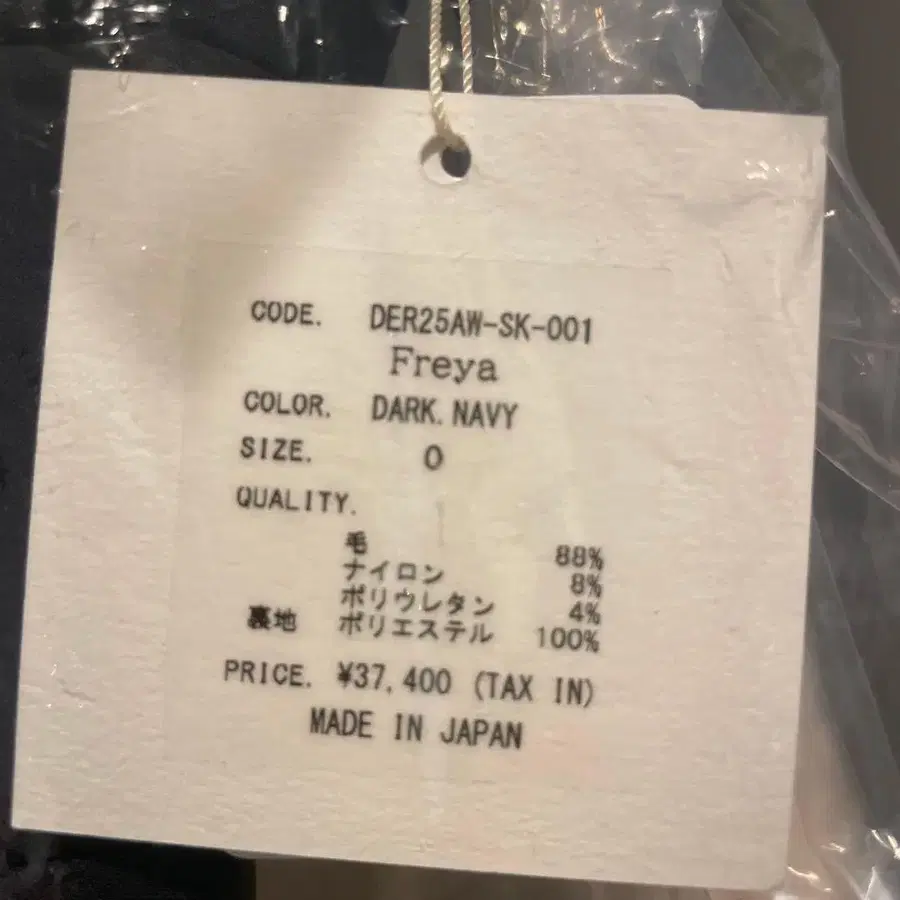 CODE. DER25AW-SK-001
Freya
COLOR. DARK.NAVY
SIZE. 0
QUALITY.
毛 88%
ナイロン 8%
ポリウレタン 4%
裏地 ポリエステル 100%
PRICE. ¥37,400 (TAX IN)
MADE IN JAPAN